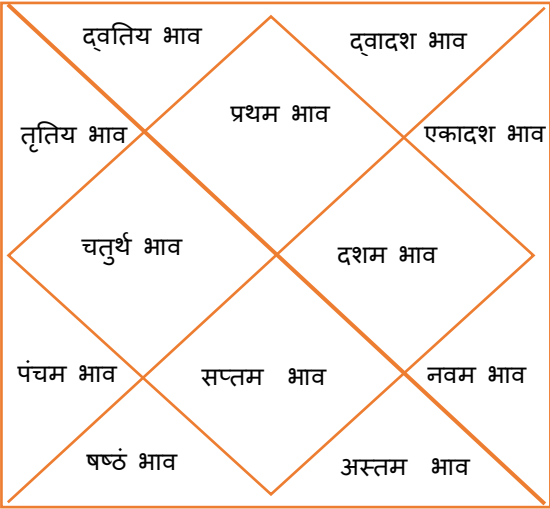 द्वतिय भाव
द्वादश भाव
प्रथम भाव
तृतिय भाव
एकादश भाव
चतुर्थ भाव
दशम भाव
पंचम भाव
सप्तम भाव
नवम भाव
षष्ठं भाव
अस्तम भाव